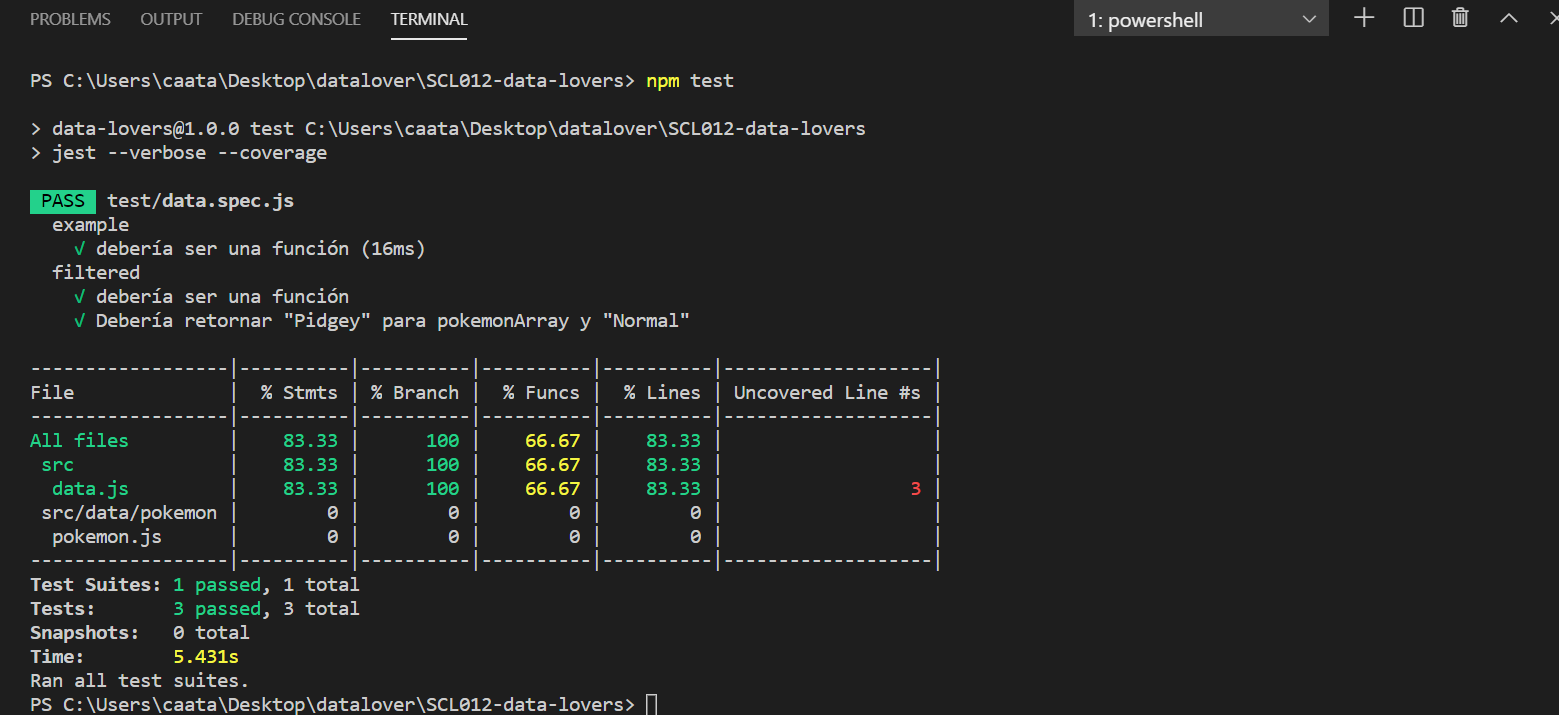 PROBLEMS OUTPUT DEBUG CONSOLE TERMINAL 1: powershell
PS C:\Users\caata\Desktop\datalover\SCL012-data-lovers> npm test
> data-lovers@1.0.0 test C:\Users\caata\Desktop\datalover\SCL012-data-lovers
> jest --verbose --coverage
PASS test/data.spec.js
example
√ debería ser una función (16ms)
filtered
√ debería ser una función
√ Debería retornar "Pidgey" para pokemonArray y "Normal"
------------------|----------|----------|----------|----------|-------------------|
File | % Stmts | % Branch | % Funcs | % Lines | Uncovered Line #s |
------------------|----------|----------|----------|----------|-------------------|
All files | 83.33 | 100 | 66.67 | 83.33 | |
src | 83.33 | 100 | 66.67 | 83.33 | |
data.js | 83.33 | 100 | 66.67 | 83.33 | 3 |
src/data/pokemon | 0 | 0 | 0 | 0 | |
pokemon.js | 0 | 0 | 0 | 0 | |
------------------|----------|----------|----------|----------|-------------------|
Test Suites: 1 passed, 1 total
Tests: 3 passed, 3 total
Snapshots: 0 total
Time: 5.431s
Ran all test suites.
PS C:\Users\caata\Desktop\datalover\SCL012-data-lovers>